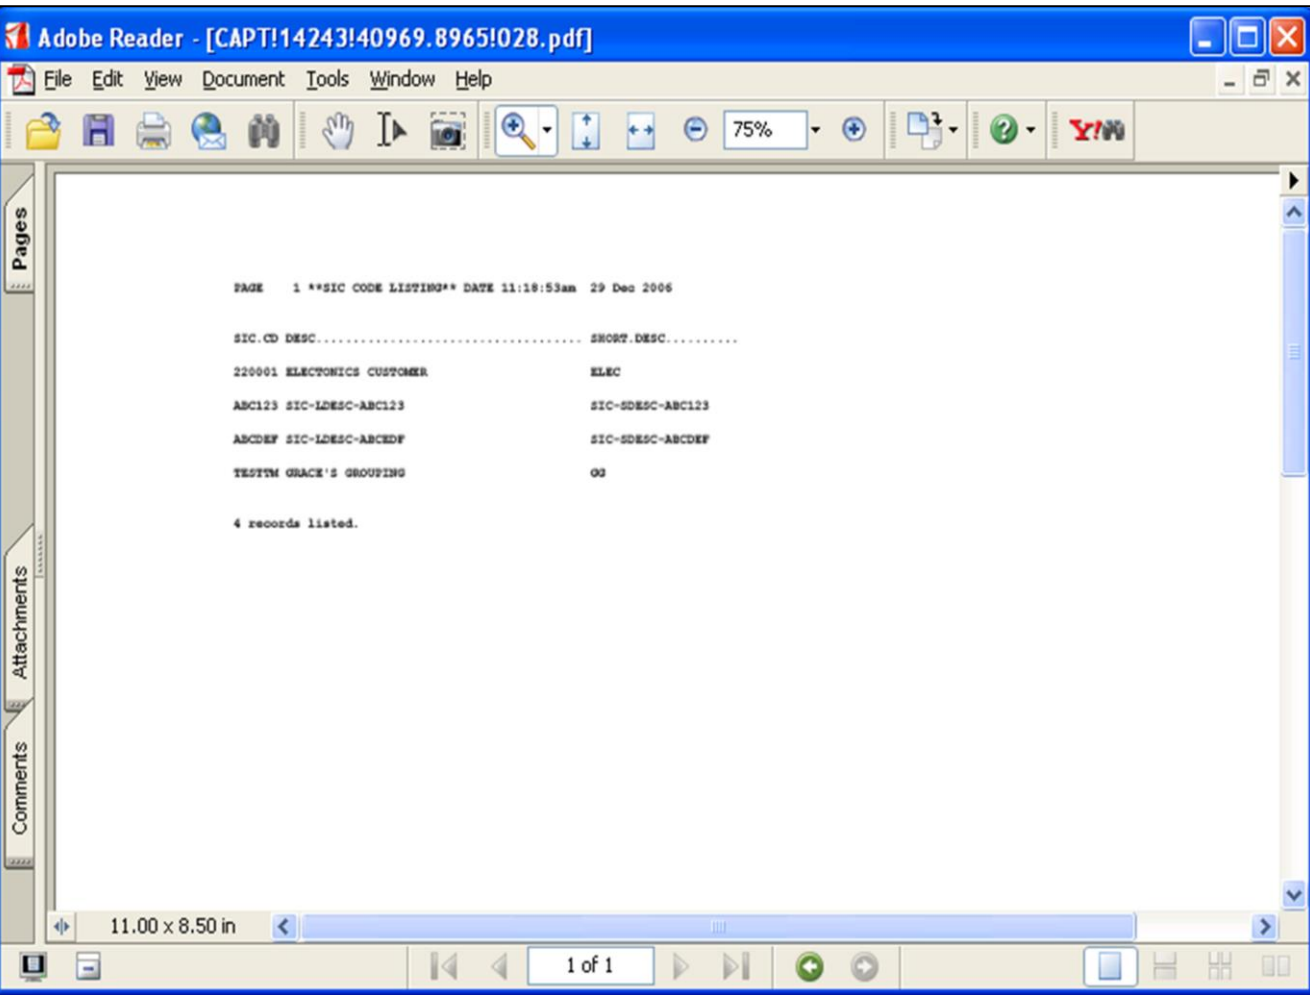 Adobe Reader - [CAPT!14243!40969.8965!028.pdf]
File Edit View Document Tools Window Help
75%
Y!
Pages
PAGE 1 **SIC CODE LISTING** DATE 11:18:53am 29 Dec 2006
SIC.CD DESC................................ SHORT.DESC..........
220001 ELECTONICS CUSTOMER ELEC
ABC123 SIC-LDESC-ABC123 SIC-SDESC-ABC123
ABCDEF SIC-LDESC-ABCEDF SIC-SDESC-ABCDEF
TESTTM GRACE'S GROUPING GG
4 records listed.
Attachments
Comments
11.00 x 8.50 in
1 of 1